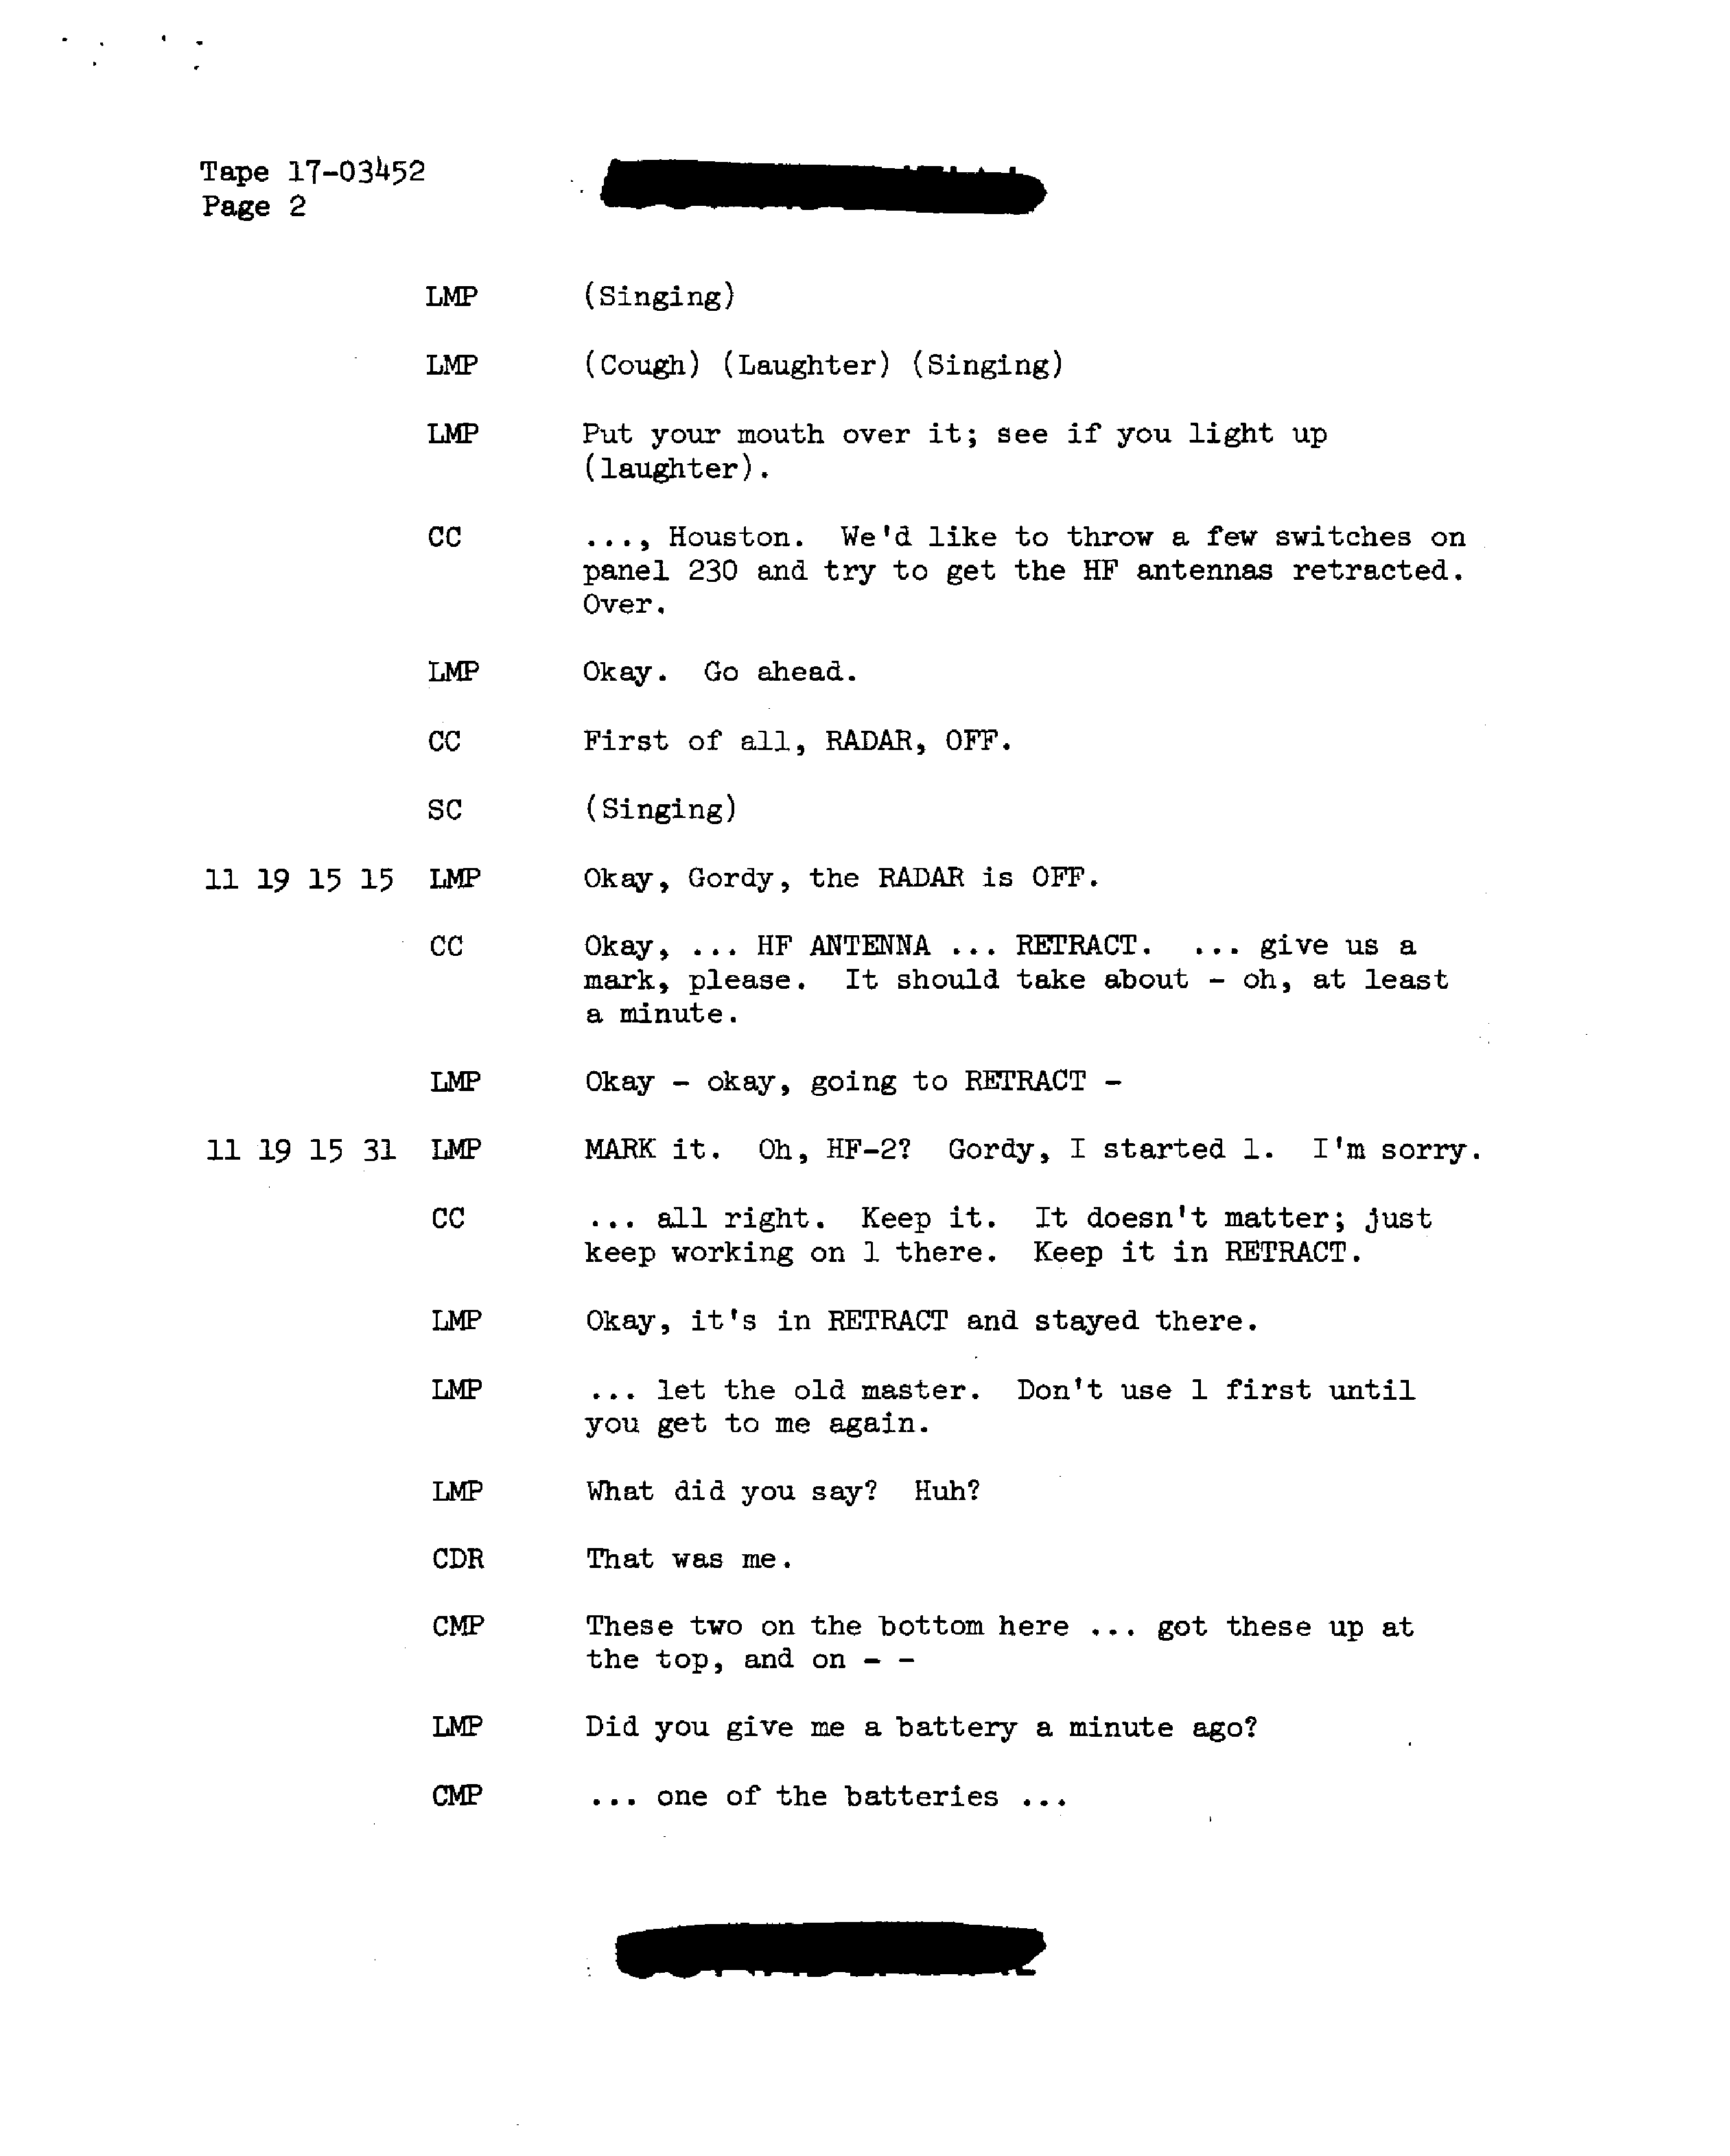 Tape 17-03452
Page 2
LMP (Singing)
LMP (Cough) (Laughter) (Singing)
LMP Put your mouth over it; see if you light up
(laughter).
CC ..., Houston. We'd like to throw a few switches on
panel 230 and try to get the HF antennas retracted.
Over.
LMP Okay. Go ahead.
CC First of all, RADAR, OFF.
SC (Singing)
11 19 15 15 LMP Okay, Gordy, the RADAR is OFF.
CC Okay, ... HF ANTENNA ... RETRACT. ... give us a
mark, please. It should take about - oh, at least
a minute.
LMP Okay - okay, going to RETRACT -
11 19 15 31 LMP MARK it. Oh, HF-2? Gordy, I started 1. I'm sorry.
CC ... all right. Keep it. It doesn't matter; just
keep working on 1 there. Keep it in RETRACT.
LMP Okay, it's in RETRACT and stayed there.
LMP ... let the old master. Don't use 1 first until
you get to me again.
LMP What did you say? Huh?
CDR That was me.
CMP These two on the bottom here ... got these up at
the top, and on - -
LMP Did you give me a battery a minute ago?
CMP ... one of the batteries ...